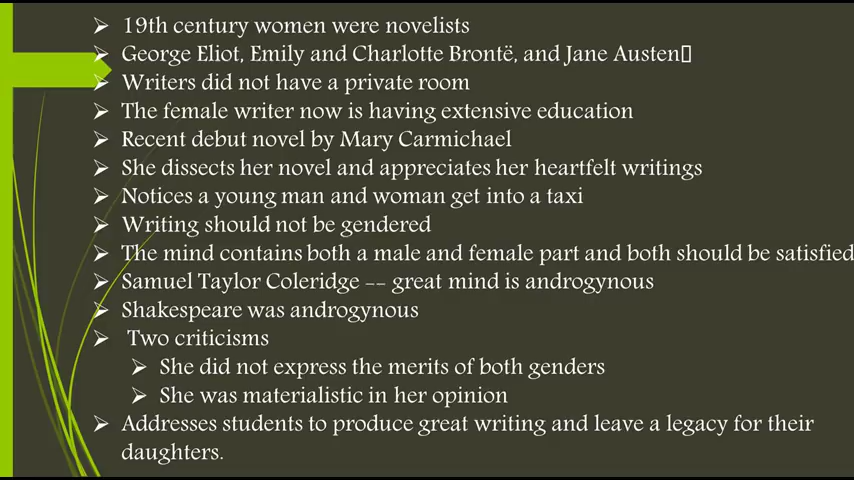 ➢ 19th century women were novelists
➢ George Eliot, Emily and Charlotte Brontë, and Jane Austen▯
➢ Writers did not have a private room
➢ The female writer now is having extensive education
➢ Recent debut novel by Mary Carmichael
➢ She dissects her novel and appreciates her heartfelt writings
➢ Notices a young man and woman get into a taxi
➢ Writing should not be gendered
➢ The mind contains both a male and female part and both should be satisfied
➢ Samuel Taylor Coleridge -- great mind is androgynous
➢ Shakespeare was androgynous
➢ Two criticisms
➢ She did not express the merits of both genders
➢ She was materialistic in her opinion
➢ Addresses students to produce great writing and leave a legacy for their
daughters.